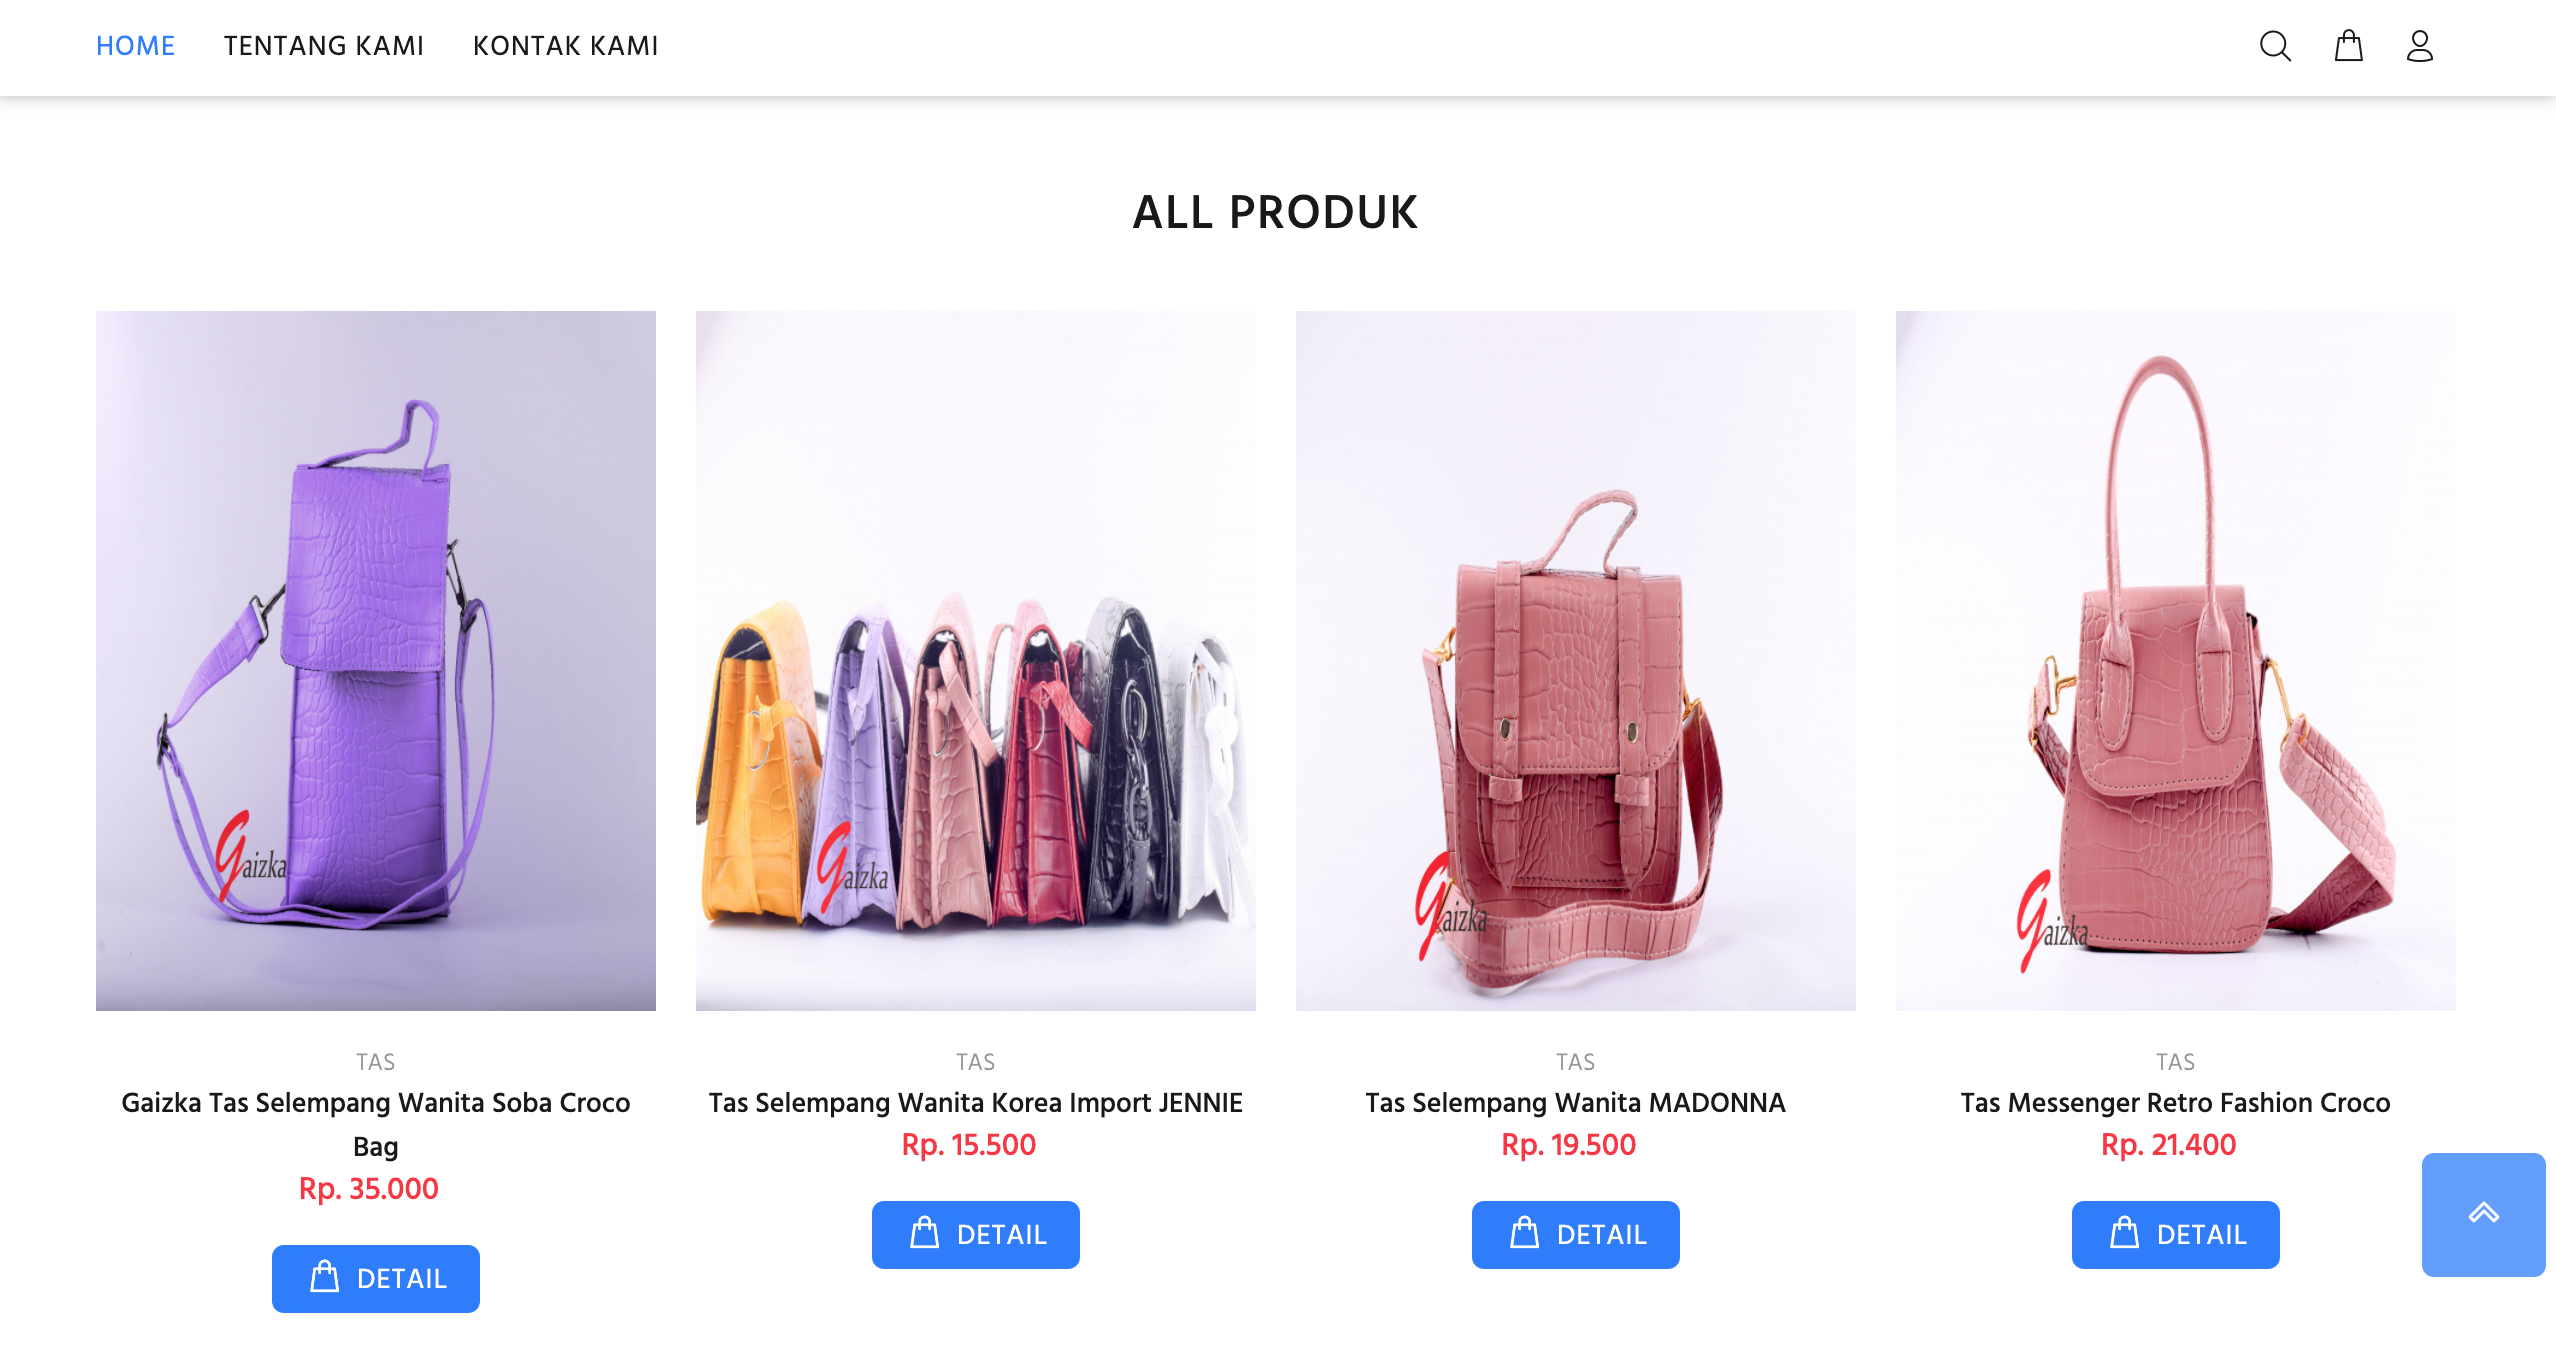 HOME TENTANG KAMI KONTAK KAMI
ALL PRODUK
Gaizka
Gaizka
Gaizka
Gaizka
TAS
Gaizka Tas Selempang Wanita Soba Croco
Bag
Rp. 35.000
DETAIL
TAS
Tas Selempang Wanita Korea Import JENNIE
Rp. 15.500
DETAIL
TAS
Tas Selempang Wanita MADONNA
Rp. 19.500
DETAIL
TAS
Tas Messenger Retro Fashion Croco
Rp. 21.400
DETAIL